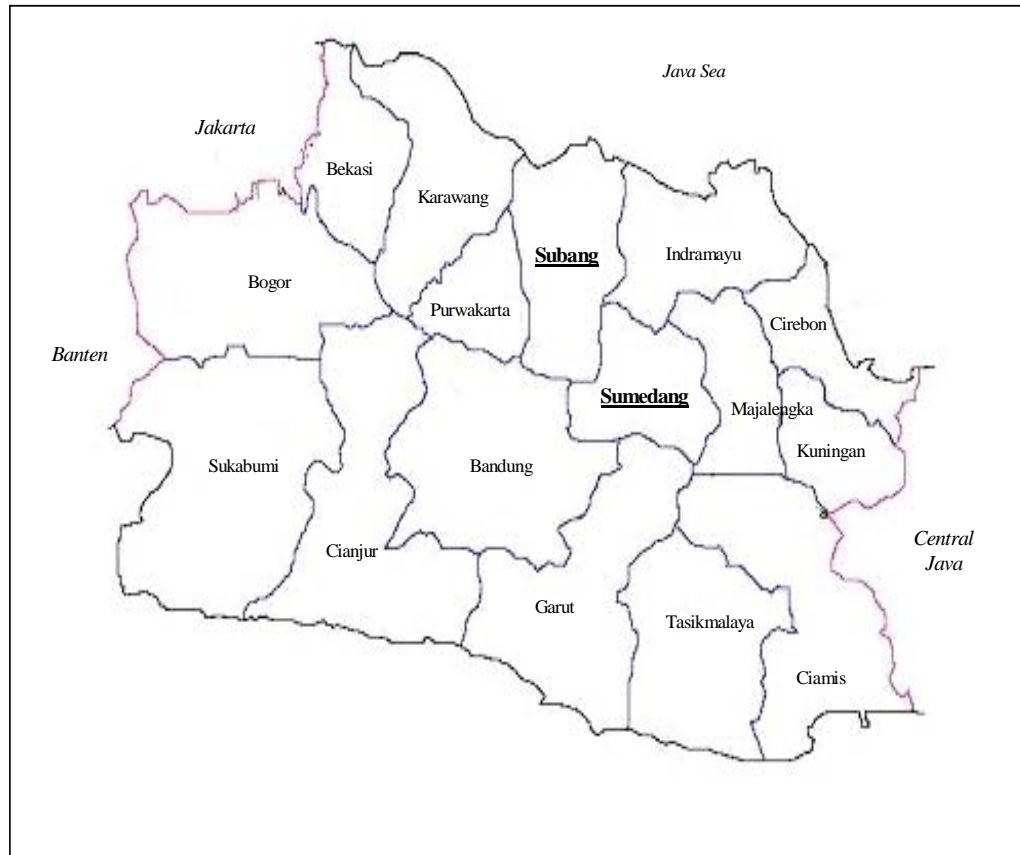 Java Sea
Jakarta
Bekasi
Karawang
Subang
Indramayu
Bogor
Purwakarta
Cirebon
Banten
Sumedang
Majalengka
Kuningan
Sukabumi
Bandung
Cianjur
Central
Java
Garut
Tasikmalaya
Ciamis